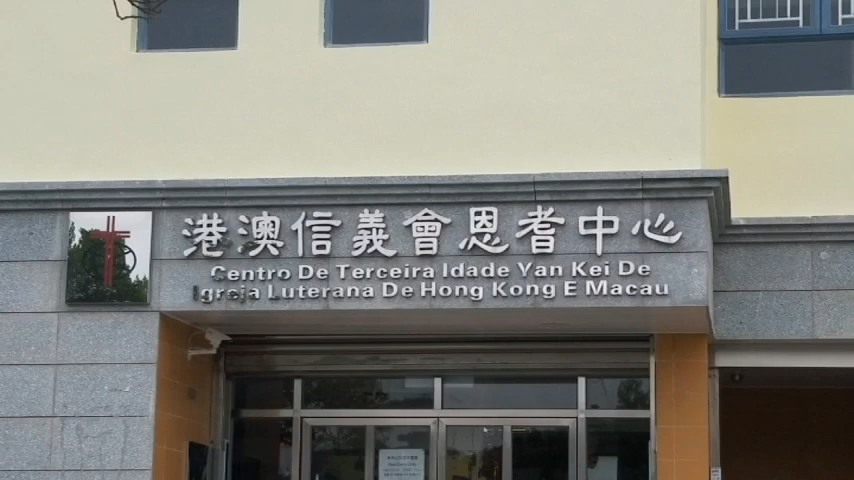 港澳信義會恩耆中心
Centro De Terceira Idade Yan Kei De
Igreja Luterana De Hong Kong E Macau